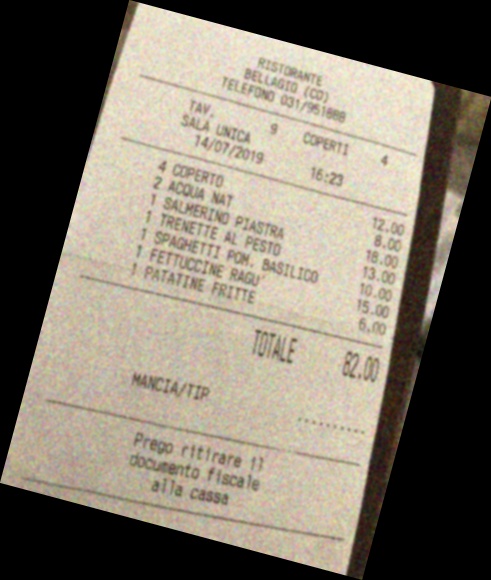 RISTORANTE
BELLAGIO (CO)
TELEFONO 031/951888
TAV. 9 COPERTI 4
SALA UNICA
14/07/2019 16:23
4 COPERTO 12.00
2 ACQUA NAT 8.00
1 SALMERINO PIASTRA 18.00
1 TRENETTE AL PESTO 13.00
1 SPAGHETTI POM. BASILICO 10.00
1 FETTUCCINE RAGU' 15.00
1 PATATINE FRITTE 6.00
TOTALE 82.00
MANCIA/TIP ..........
Prego ritirare il
documento fiscale
alla cassa